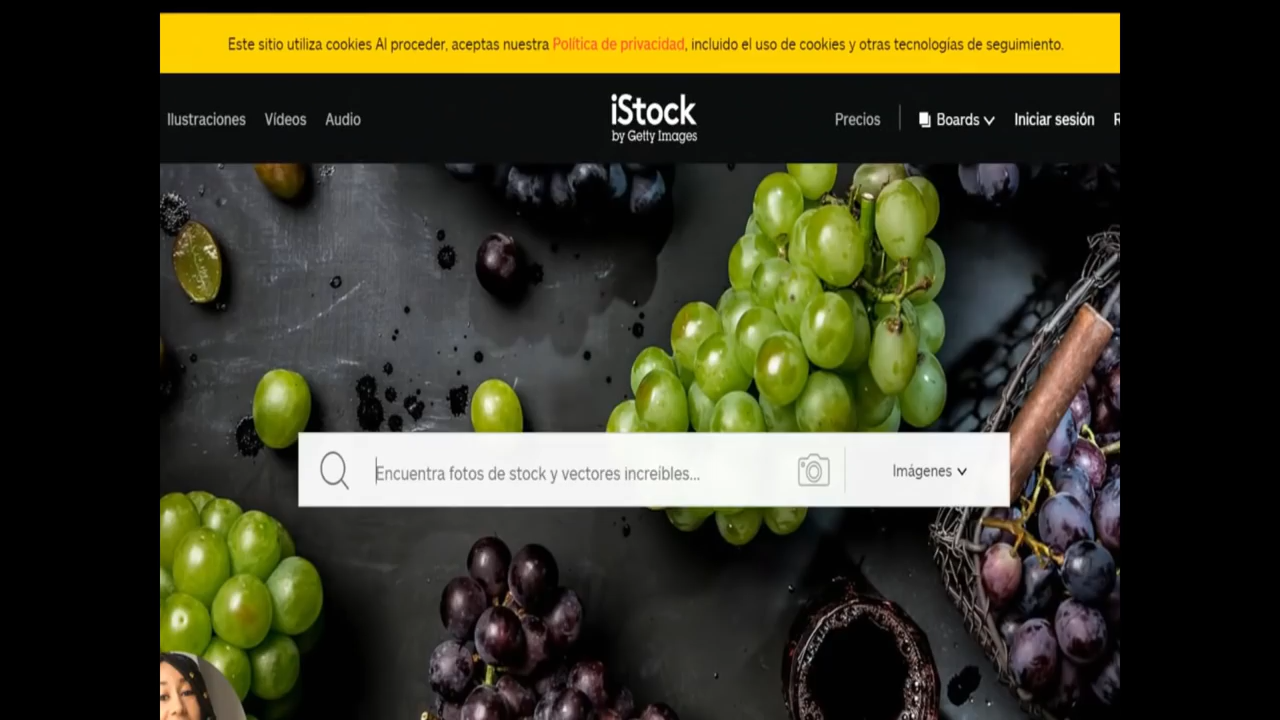 Este sitio utiliza cookies Al proceder, aceptas nuestra Política de privacidad, incluido el uso de cookies y otras tecnologías de seguimiento.
Ilustraciones Vídeos Audio iStock Precios Boards Iniciar sesión
by Getty Images
Encuentra fotos de stock y vectores increíbles... Imágenes